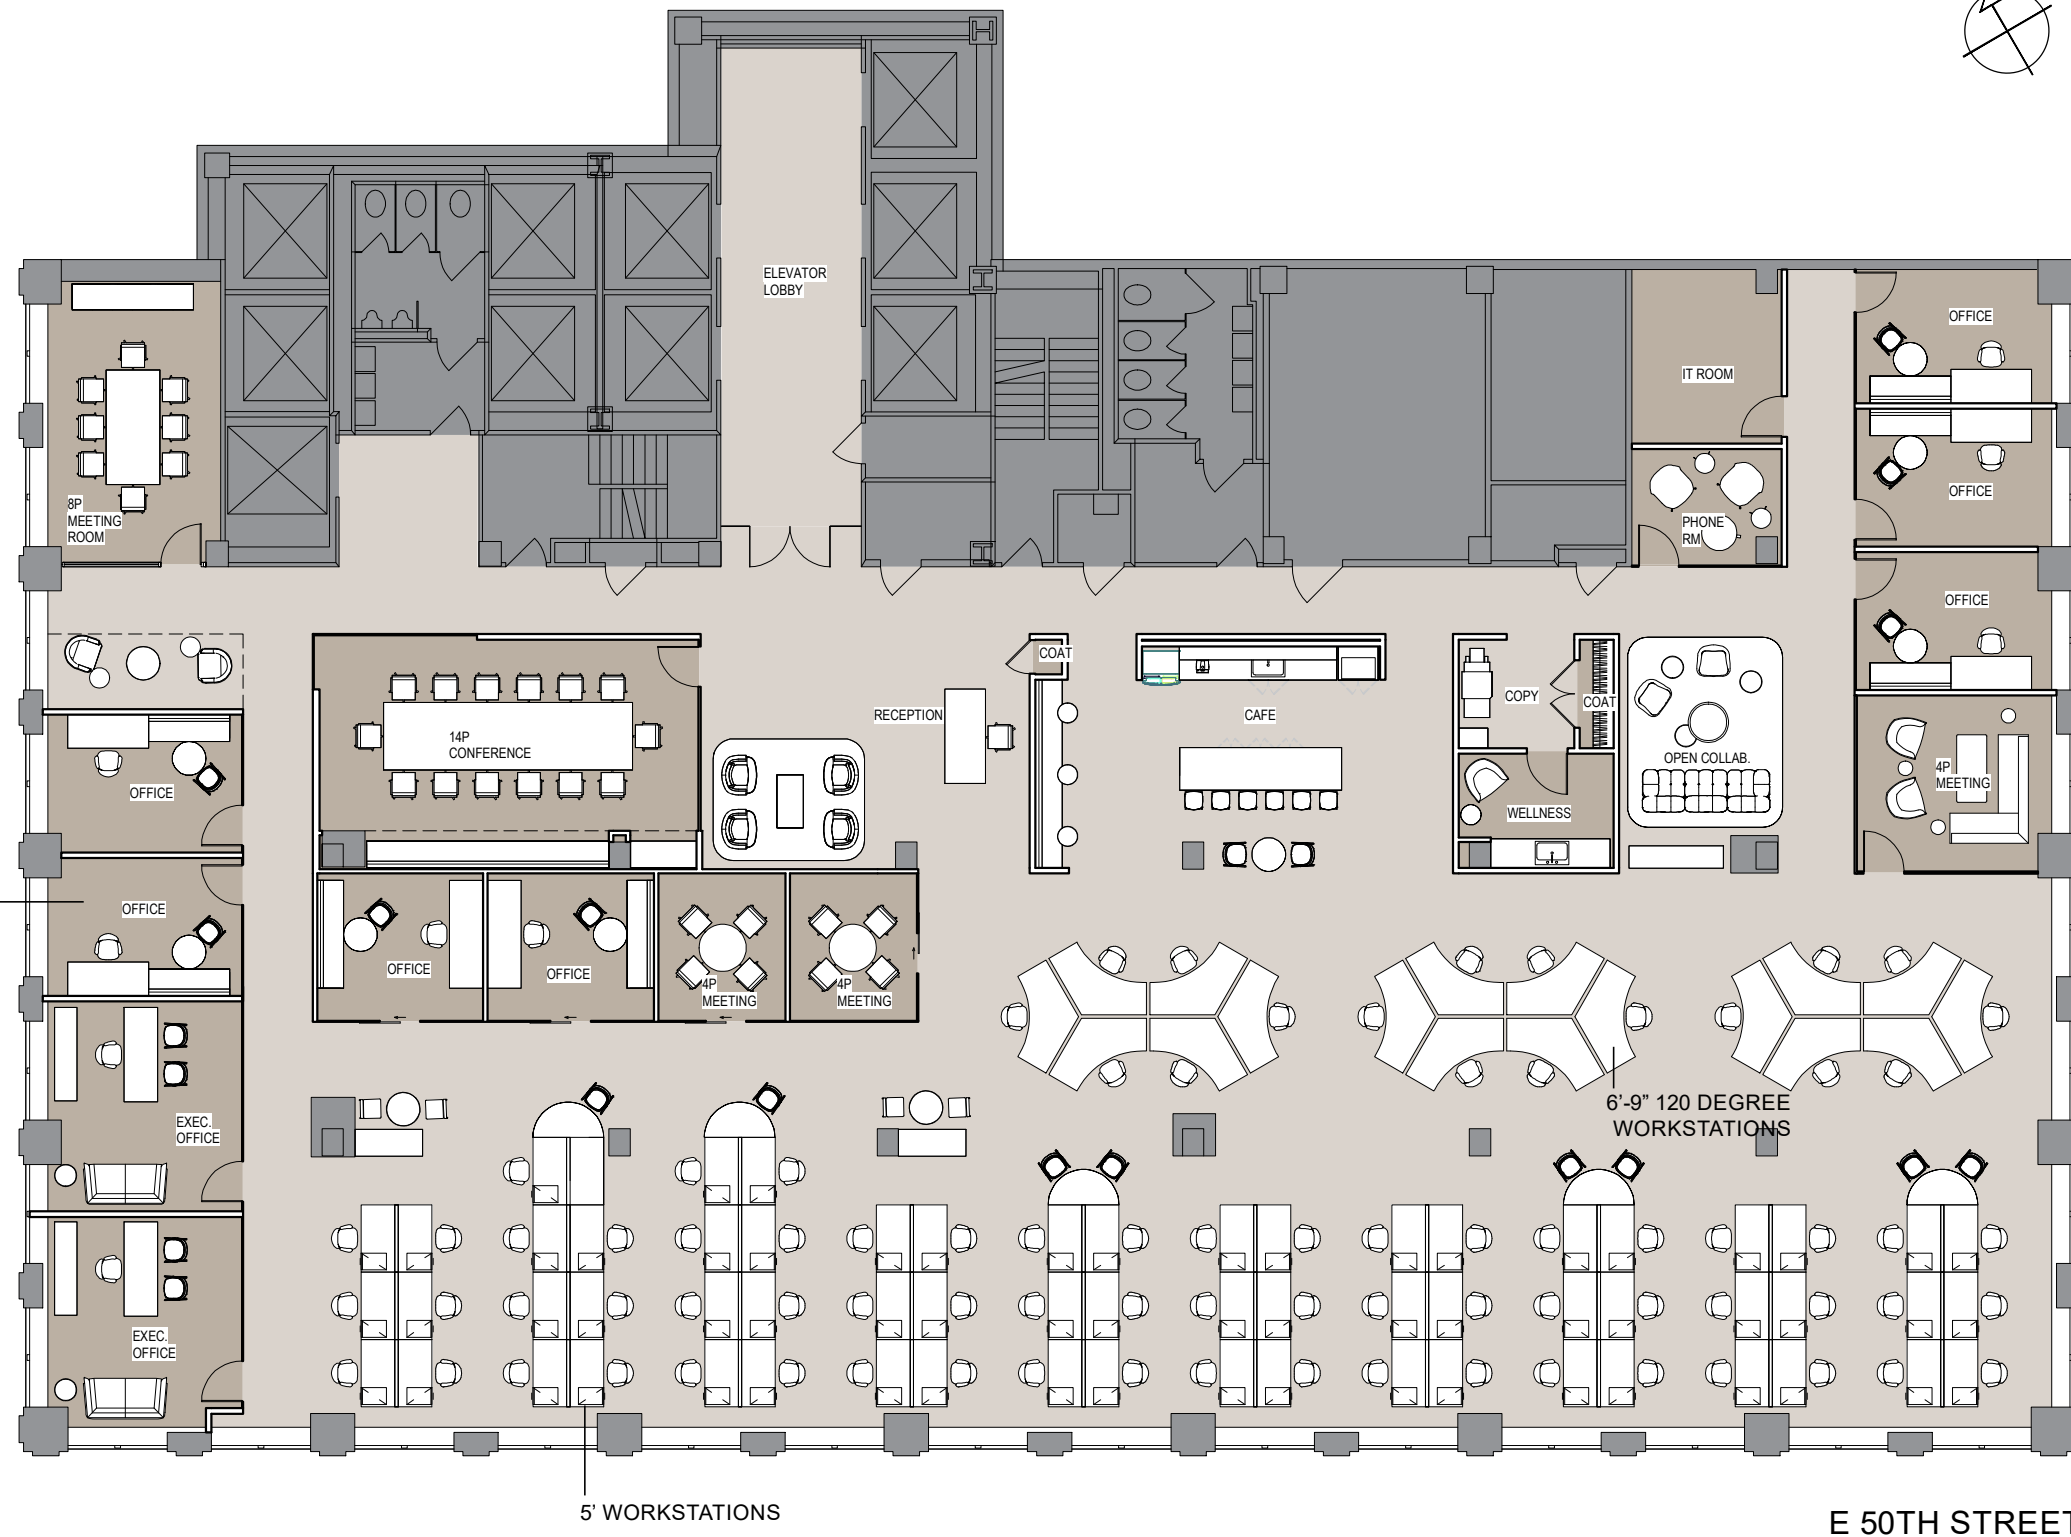 ELEVATOR
LOBBY
OFFICE
IT ROOM
OFFICE
8P
MEETING
ROOM
PHONE
RM
OFFICE
COAT
14P
CONFERENCE
RECEPTION
CAFE
COPY
COAT
OPEN COLLAB.
4P
MEETING
OFFICE
WELLNESS
OFFICE
OFFICE
OFFICE
4P
MEETING
4P
MEETING
EXEC.
OFFICE
6'-9" 120 DEGREE
WORKSTATIONS
EXEC.
OFFICE
5' WORKSTATIONS
E 50TH STREET